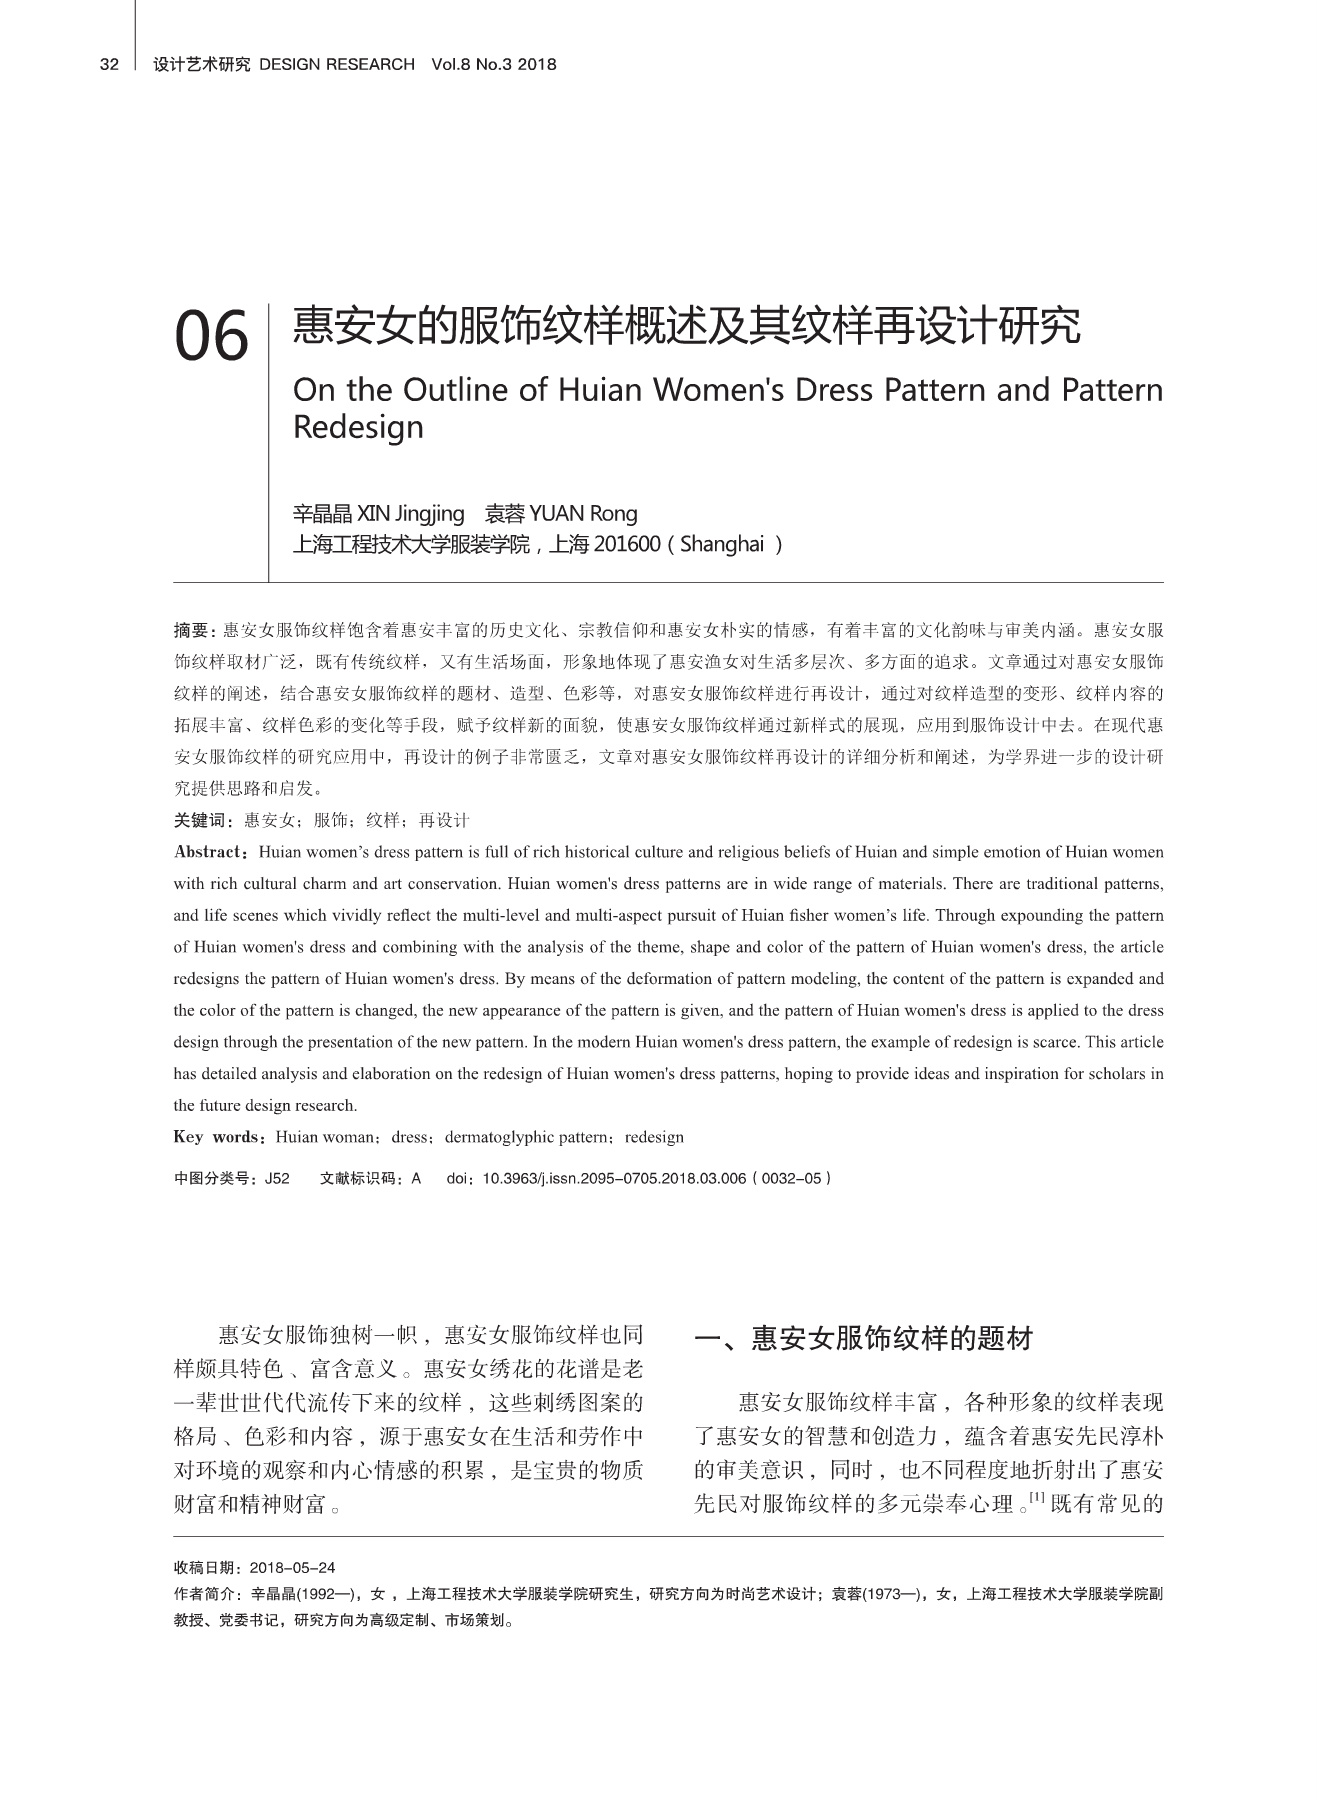 32 设计艺术研究 DESIGN RESEARCH Vol.8 No.3 2018
06
惠安女的服饰纹样概述及其纹样再设计研究
On the Outline of Huian Women's Dress Pattern and Pattern
Redesign
辛晶晶 XIN Jingjing 袁蓉 YUAN Rong
上海工程技术大学服装学院，上海 201600（Shanghai ）
摘要：惠安女服饰纹样饱含着惠安丰富的历史文化、宗教信仰和惠安女朴实的情感，有着丰富的文化韵味与审美内涵。惠安女服
饰纹样取材广泛，既有传统纹样，又有生活场面，形象地体现了惠安渔女对生活多层次、多方面的追求。文章通过对惠安女服饰
纹样的阐述，结合惠安女服饰纹样的题材、造型、色彩等，对惠安女服饰纹样进行再设计，通过对纹样造型的变形、纹样内容的
拓展丰富、纹样色彩的变化等手段，赋予纹样新的面貌，使惠安女服饰纹样通过新样式的展现，应用到服饰设计中去。在现代惠
安女服饰纹样的研究应用中，再设计的例子非常匮乏，文章对惠安女服饰纹样再设计的详细分析和阐述，为学界进一步的设计研
究提供思路和启发。
关键词：惠安女；服饰；纹样；再设计
Abstract：Huian women’s dress pattern is full of rich historical culture and religious beliefs of Huian and simple emotion of Huian women
with rich cultural charm and art conservation. Huian women's dress patterns are in wide range of materials. There are traditional patterns,
and life scenes which vividly reflect the multi-level and multi-aspect pursuit of Huian fisher women’s life. Through expounding the pattern
of Huian women's dress and combining with the analysis of the theme, shape and color of the pattern of Huian women's dress, the article
redesigns the pattern of Huian women's dress. By means of the deformation of pattern modeling, the content of the pattern is expanded and
the color of the pattern is changed, the new appearance of the pattern is given, and the pattern of Huian women's dress is applied to the dress
design through the presentation of the new pattern. In the modern Huian women's dress pattern, the example of redesign is scarce. This article
has detailed analysis and elaboration on the redesign of Huian women's dress patterns, hoping to provide ideas and inspiration for scholars in
the future design research.
Key words：Huian woman；dress；dermatoglyphic pattern；redesign
中图分类号：J52 文献标识码：A doi：10.3963/j.issn.2095-0705.2018.03.006（0032-05）
惠安女服饰独树一帜，惠安女服饰纹样也同
样颇具特色、富含意义。惠安女绣花的花谱是老
一辈世世代代流传下来的纹样，这些刺绣图案的
格局、色彩和内容，源于惠安女在生活和劳作中
对环境的观察和内心情感的积累，是宝贵的物质
财富和精神财富。
一、惠安女服饰纹样的题材
惠安女服饰纹样丰富，各种形象的纹样表现
了惠安女的智慧和创造力，蕴含着惠安先民淳朴
的审美意识，同时，也不同程度地折射出了惠安
先民对服饰纹样的多元崇奉心理。[1] 既有常见的
收稿日期：2018-05-24
作者简介：辛晶晶(1992—)，女 ，上海工程技术大学服装学院研究生，研究方向为时尚艺术设计；袁蓉(1973—)，女，上海工程技术大学服装学院副
教授、党委书记，研究方向为高级定制、市场策划。